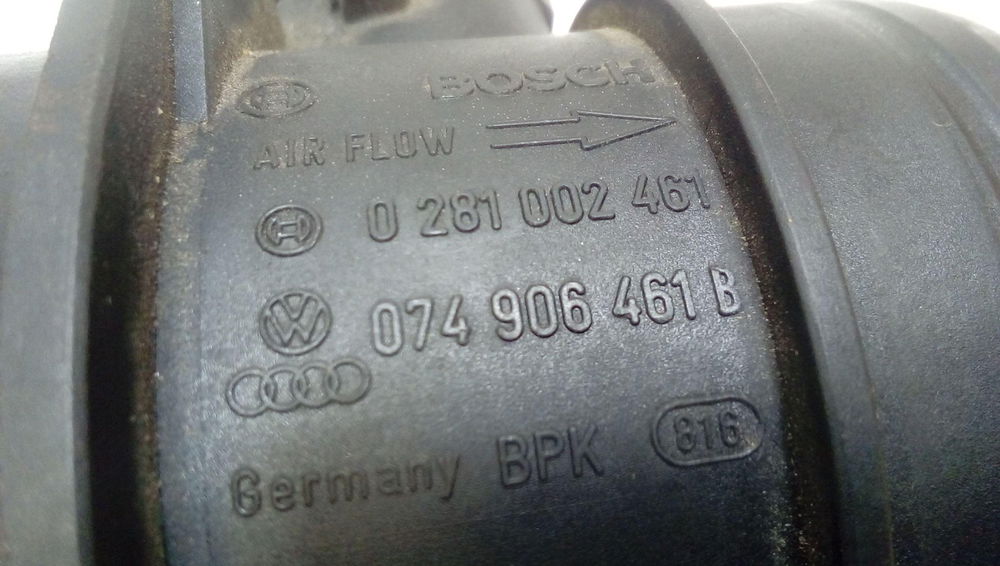 BOSCH
AIR FLOW
0 281 002 461
074 906 461 B
Germany BPK 816